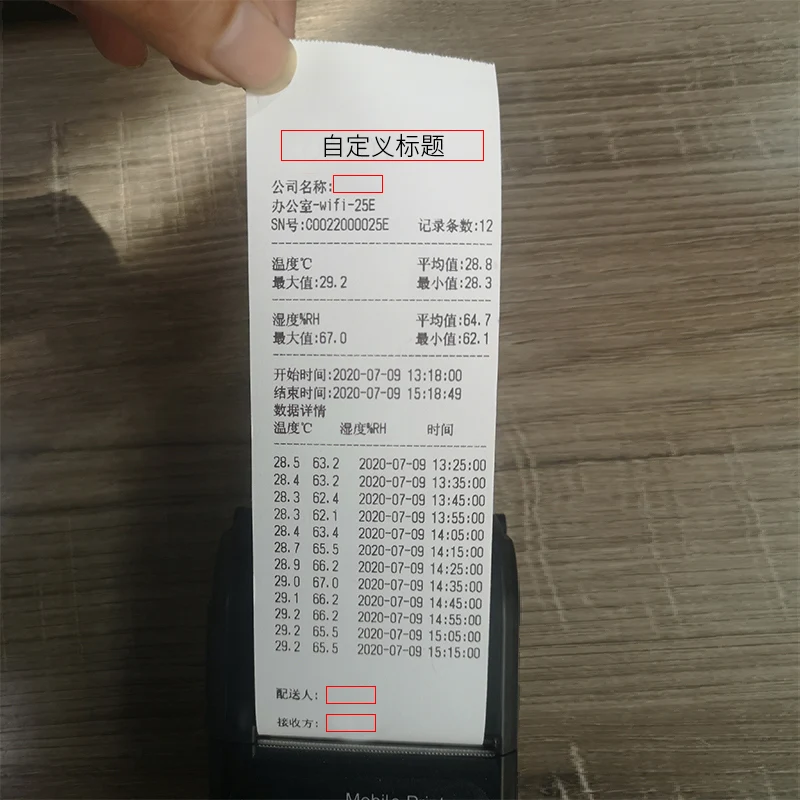 自定义标题
公司名称:
办公室-wifi-25E
SN号:C0022000025E 记录条数:12
温度℃ 平均值:28.8
最大值:29.2 最小值:28.3
湿度%RH 平均值:64.7
最大值:67.0 最小值:62.1
开始时间:2020-07-09 13:18:00
结束时间:2020-07-09 15:18:49
数据详情
温度℃ 湿度%RH 时间
28.5 63.2 2020-07-09 13:25:00
28.4 63.2 2020-07-09 13:35:00
28.3 62.4 2020-07-09 13:45:00
28.3 62.1 2020-07-09 13:55:00
28.4 63.4 2020-07-09 14:05:00
28.7 65.5 2020-07-09 14:15:00
28.9 66.2 2020-07-09 14:25:00
29.0 67.0 2020-07-09 14:35:00
29.1 66.2 2020-07-09 14:45:00
29.2 66.2 2020-07-09 14:55:00
29.2 65.5 2020-07-09 15:05:00
29.2 65.5 2020-07-09 15:15:00
配送人:
接收方:
Mobile